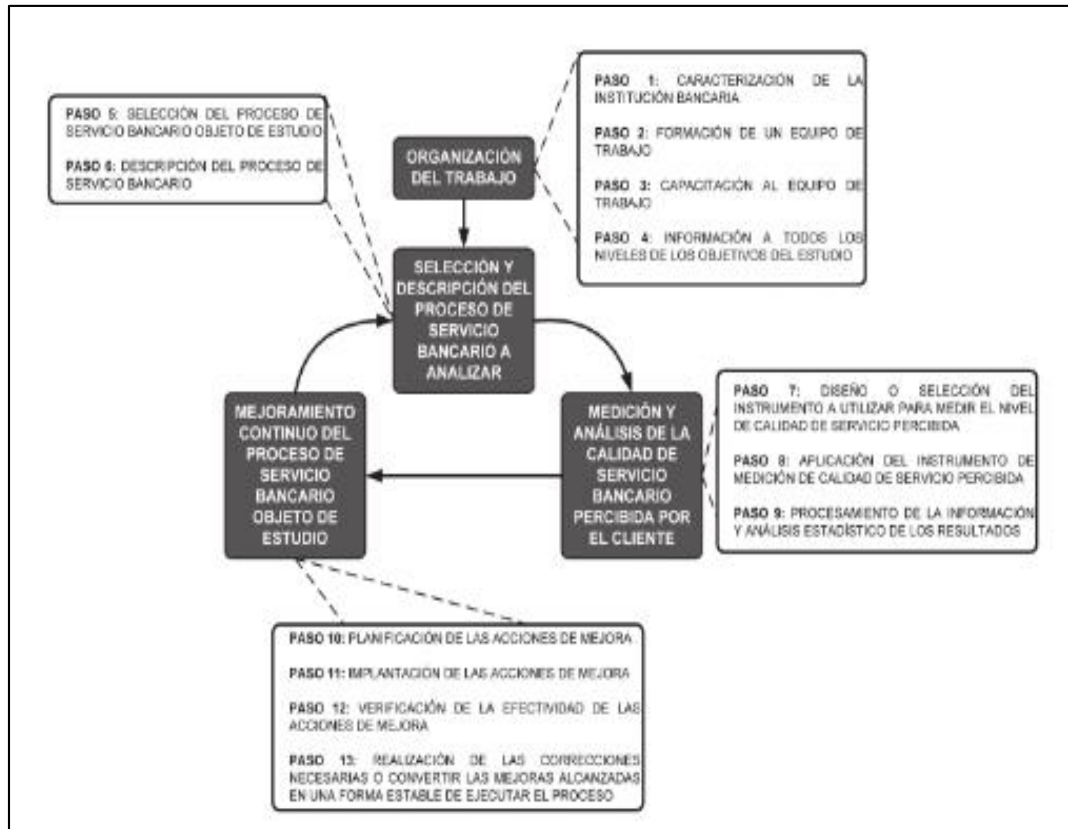 PASO 1: CARACTERIZACIÓN DE LA
INSTITUCIÓN BANCARIA
PASO 2: FORMACIÓN DE UN EQUIPO DE
TRABAJO
PASO 3: CAPACITACIÓN AL EQUIPO DE
TRABAJO
PASO 4: INFORMACIÓN A TODOS LOS
NIVELES DE LOS OBJETIVOS DEL ESTUDIO
PASO 5: SELECCIÓN DEL PROCESO DE
SERVICIO BANCARIO OBJETO DE ESTUDIO
PASO 6: DESCRIPCIÓN DEL PROCESO DE
SERVICIO BANCARIO
ORGANIZACIÓN
DEL TRABAJO
SELECCIÓN Y
DESCRIPCIÓN DEL
PROCESO DE
SERVICIO
BANCARIO A
ANALIZAR
MEJORAMIENTO
CONTINUO DEL
PROCESO DE
SERVICIO
BANCARIO
OBJETO DE
ESTUDIO
MEDICIÓN Y
ANÁLISIS DE LA
CALIDAD DE
SERVICIO
BANCARIO
PERCIBIDA POR
EL CLIENTE
PASO 7: DISEÑO O SELECCIÓN DEL
INSTRUMENTO A UTILIZAR PARA MEDIR EL NIVEL
DE CALIDAD DE SERVICIO PERCIBIDA
PASO 8: APLICACIÓN DEL INSTRUMENTO DE
MEDICIÓN DE CALIDAD DE SERVICIO PERCIBIDA
PASO 9: PROCESAMIENTO DE LA INFORMACIÓN
Y ANÁLISIS ESTADÍSTICO DE LOS RESULTADOS
PASO 10: PLANIFICACIÓN DE LAS ACCIONES DE MEJORA
PASO 11: IMPLANTACIÓN DE LAS ACCIONES DE MEJORA
PASO 12: VERIFICACIÓN DE LA EFECTIVIDAD DE LAS
ACCIONES DE MEJORA
PASO 13: REALIZACIÓN DE LAS CORRECCIONES
NECESARIAS O CONVERTIR LAS MEJORAS ALCANZADAS
EN UNA FORMA ESTABLE DE EJECUTAR EL PROCESO